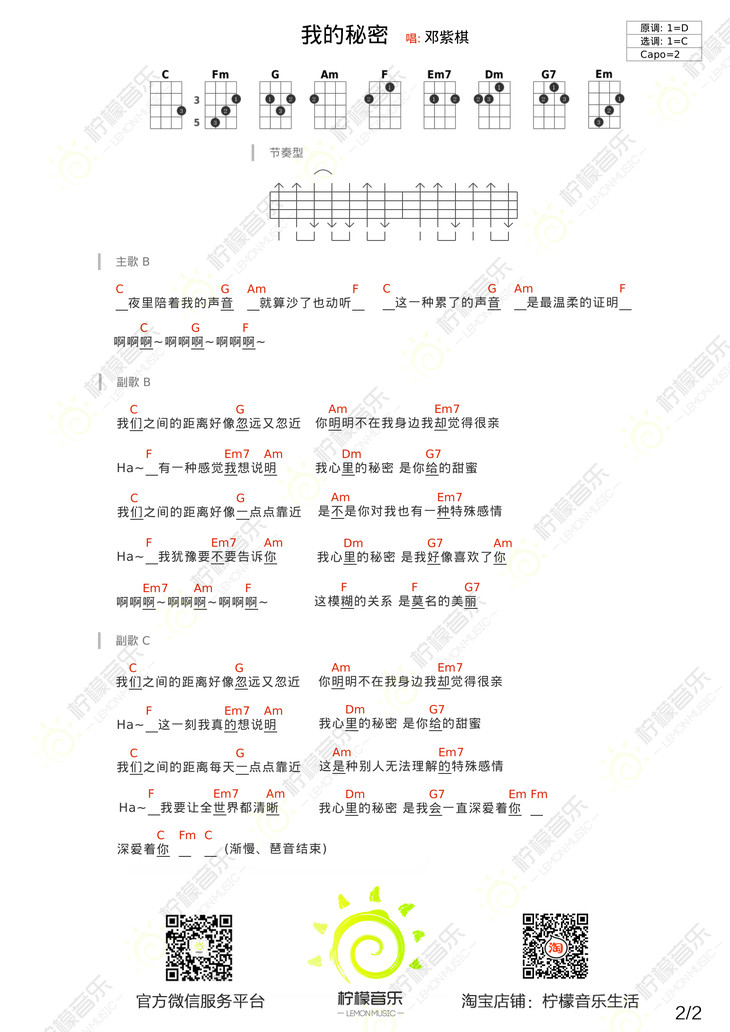 我的秘密 唱: 邓紫棋
原调: 1=D
选调: 1=C
Capo=2
C Fm G Am F Em7 Dm G7 Em
3
5
节奏型
主歌 B
C G Am F C G Am F
__夜里陪着我的声音 __就算沙了也动听__ __这一种累了的声音 __是最温柔的证明__
C G F
啊啊啊~啊啊啊~啊啊啊~
副歌 B
C G Am Em7
我们之间的距离好像忽远又忽近 你明明不在我身边我却觉得很亲
F Em7 Am Dm G7
Ha~__有一种感觉我想说明 我心里的秘密 是你给的甜蜜
C G Am Em7
我们之间的距离好像一点点靠近 是不是你对我也有一种特殊感情
F Em7 Am Dm G7 Am
Ha~__我犹豫要不要告诉你 我心里的秘密 是我好像喜欢了你
Em7 Am F F F G7
啊啊啊~啊啊啊~啊啊啊~ 这模糊的关系 是莫名的美丽
副歌 C
C G Am Em7
我们之间的距离好像忽远又忽近 你明明不在我身边我却觉得很亲
F Em7 Am Dm G7
Ha~__这一刻我真的想说明 我心里的秘密 是你给的甜蜜
C G Am Em7
我们之间的距离每天一点点靠近 这是种别人无法理解的特殊感情
F Em7 Am Dm G7 Em Fm
Ha~__我要让全世界都清晰 我心里的秘密 是我会一直深爱着你 __
C Fm C
深爱着你 __ __ (渐慢、琶音结束)
淘
官方微信服务平台
柠檬音乐
—LEMONMUSIC—
淘宝店铺: 柠檬音乐生活
2/2